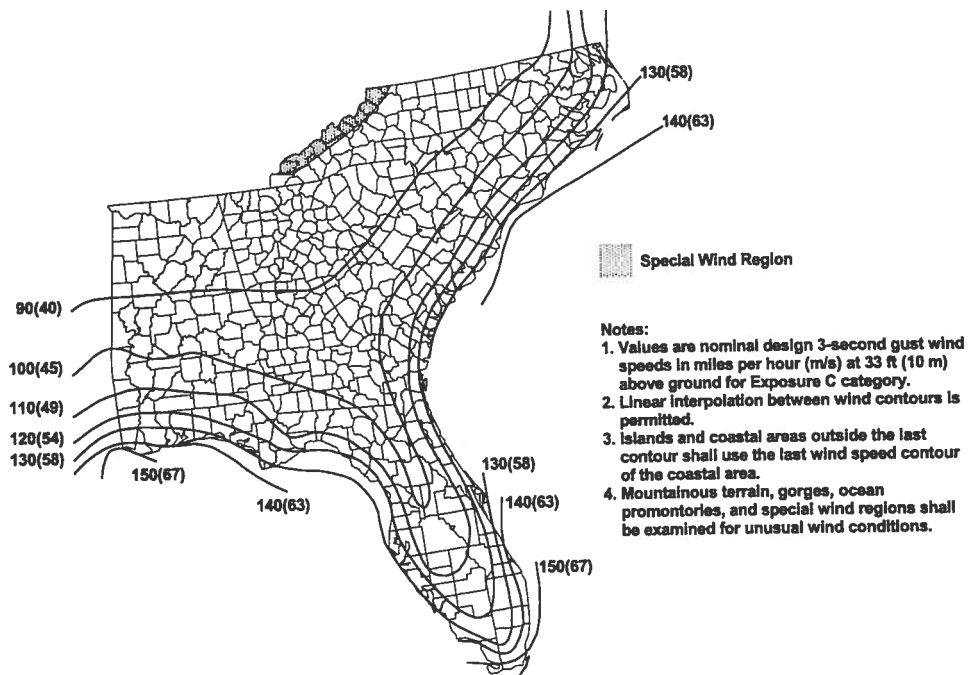 130(58)
140(63)
Special Wind Region
90(40)
100(45)
110(49)
120(54)
130(58)
150(67)
140(63)
130(58)
140(63)
150(67)
Notes:
1. Values are nominal design 3-second gust wind
speeds in miles per hour (m/s) at 33 ft (10 m)
above ground for Exposure C category.
2. Linear interpolation between wind contours is
permitted.
3. Islands and coastal areas outside the last
contour shall use the last wind speed contour
of the coastal area.
4. Mountainous terrain, gorges, ocean
promontories, and special wind regions shall
be examined for unusual wind conditions.